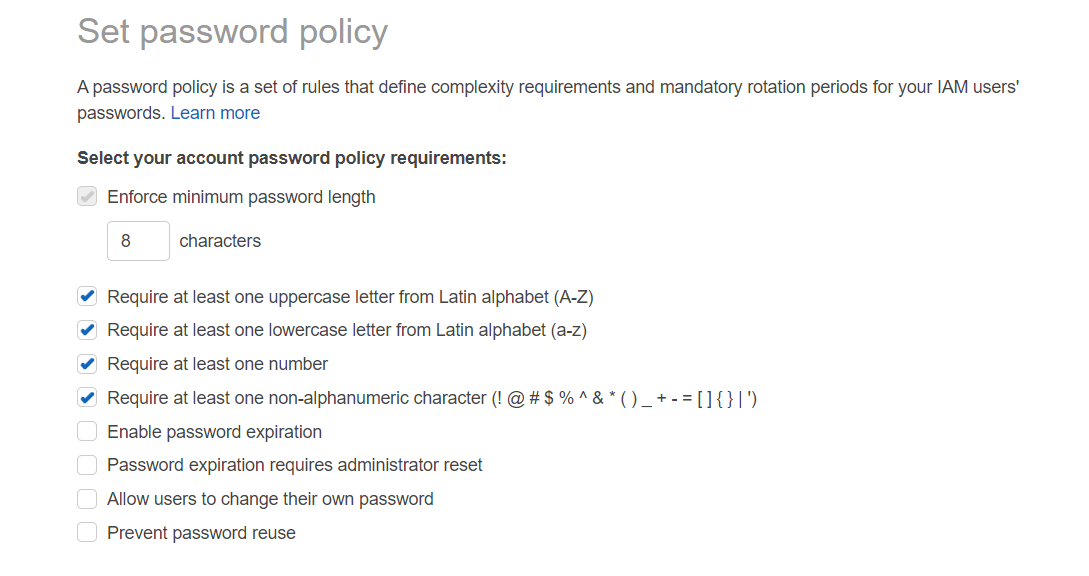 Set password policy
A password policy is a set of rules that define complexity requirements and mandatory rotation periods for your IAM users'
passwords. Learn more
Select your account password policy requirements:
Enforce minimum password length
8 characters
Require at least one uppercase letter from Latin alphabet (A-Z)
Require at least one lowercase letter from Latin alphabet (a-z)
Require at least one number
Require at least one non-alphanumeric character (! @ # $ % ^ & * ( ) _ + - = [ ] { } | ')
Enable password expiration
Password expiration requires administrator reset
Allow users to change their own password
Prevent password reuse